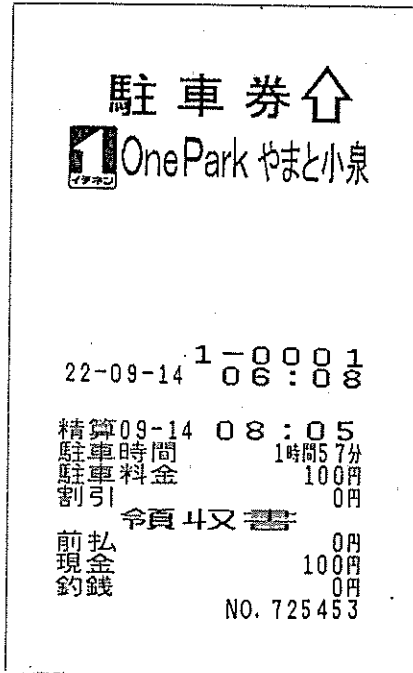 駐車券⇧
1 イチネン OnePark やまと小泉
1-0001
22-09-14 06:08
精算09-14 08:05
駐車時間 1時間57分
駐車料金 100円
割引 0円
領収書
前払 0円
現金 100円
釣銭 0円
NO.725453